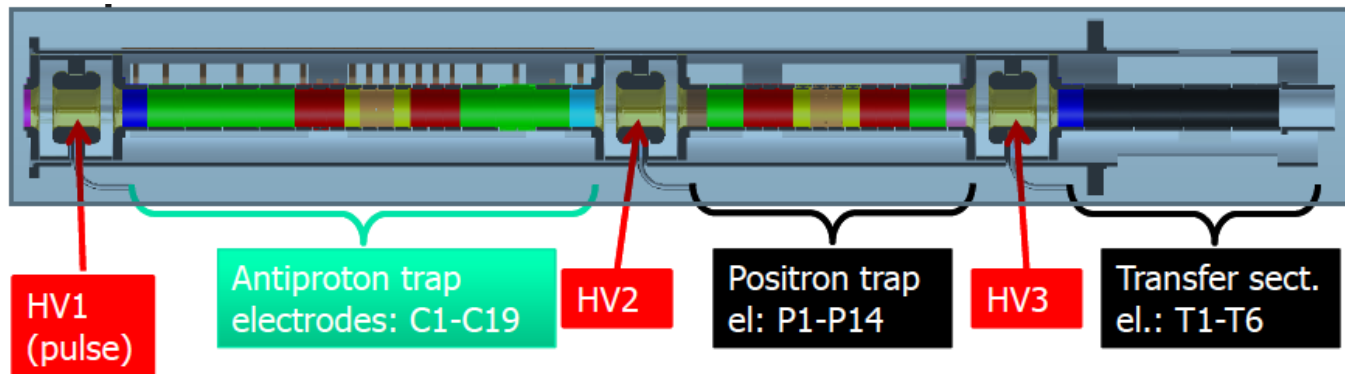 HV1
(pulse)
Antiproton trap
electrodes: C1-C19
HV2
Positron trap
el: P1-P14
HV3
Transfer sect.
el.: T1-T6